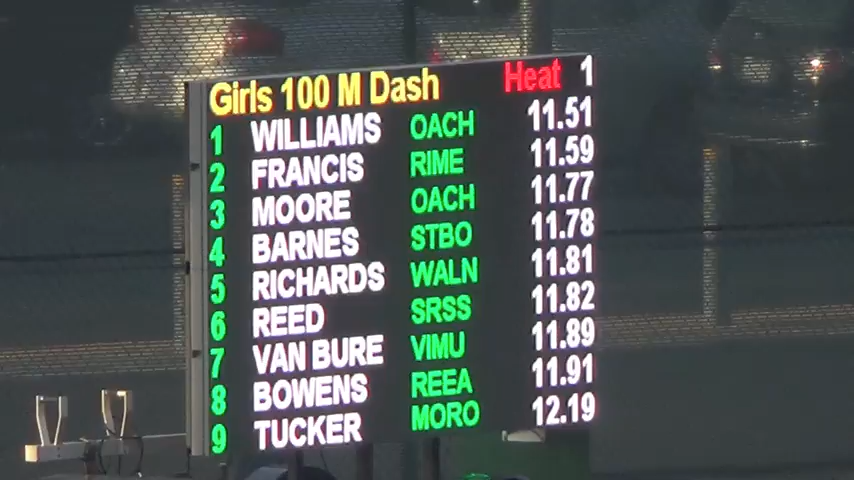 Girls 100 M Dash Heat 1
1 WILLIAMS OACH 11.51
2 FRANCIS RIME 11.59
3 MOORE OACH 11.77
4 BARNES STBO 11.78
5 RICHARDS WALN 11.81
6 REED SRSS 11.82
7 VAN BURE VIMU 11.89
8 BOWENS REEA 11.91
9 TUCKER MORO 12.19